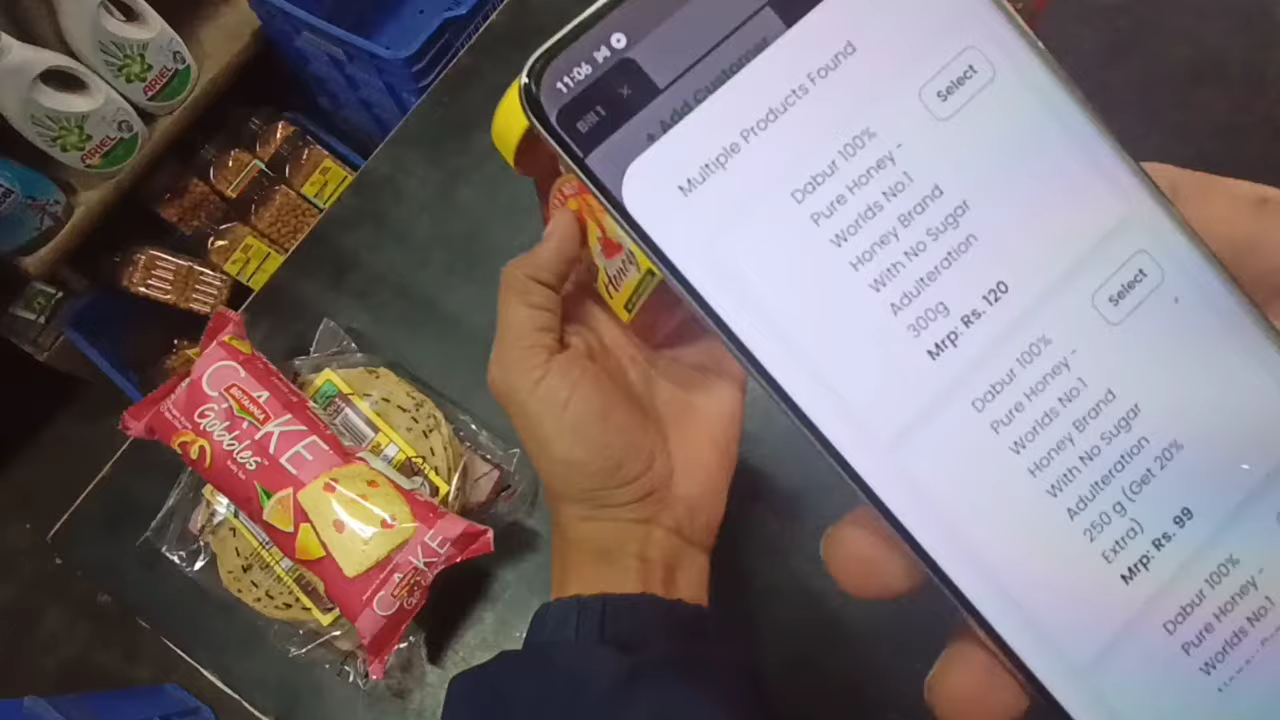 11:06
Bill 1 ×
+ Add Customer
Multiple Products Found
Dabur 100%
Pure Honey -
Worlds No.1
Honey Brand
With No Sugar
Adulteration
300g
Mrp: Rs. 120
Select
Dabur 100%
Pure Honey -
Worlds No.1
Honey Brand
With No Sugar
Adulteration
250 g (Get 20%
Extra)
Mrp: Rs. 99
Select
Dabur 100%
Pure Honey -
Worlds No.1
Honey
ARIEL
ARIEL
BRITANNIA
CAKE
Gobbles
CAKE